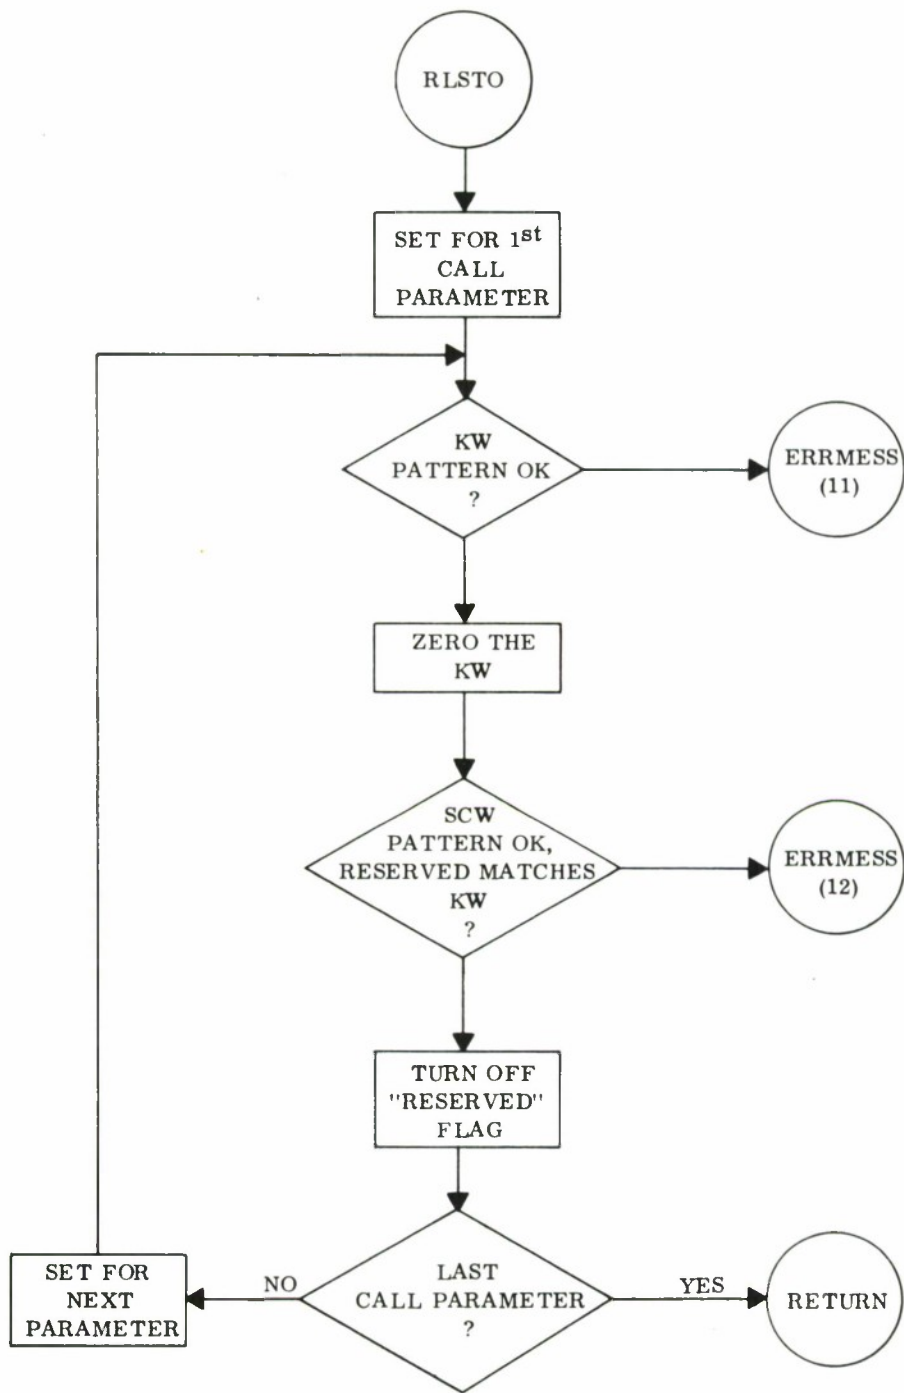 RLSTO
SET FOR 1st
CALL
PARAMETER
KW
PATTERN OK
?
ERRMESS
(11)
ZERO THE
KW
SCW
PATTERN OK,
RESERVED MATCHES
KW
?
ERRMESS
(12)
TURN OFF
"RESERVED"
FLAG
LAST
CALL PARAMETER
?
NO
YES
SET FOR
NEXT
PARAMETER
RETURN